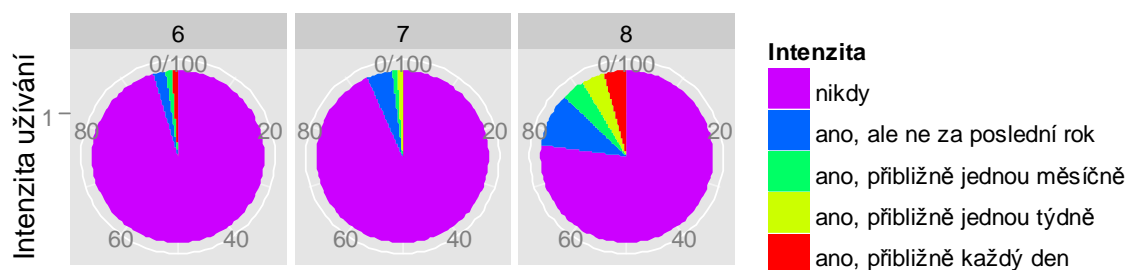 6
7
8
0/100
0/100
0/100
1
80
20
80
20
80
20
60
40
60
40
60
40
Intenzita užívání
Intenzita
nikdy
ano, ale ne za poslední rok
ano, přibližně jednou měsíčně
ano, přibližně jednou týdně
ano, přibližně každý den